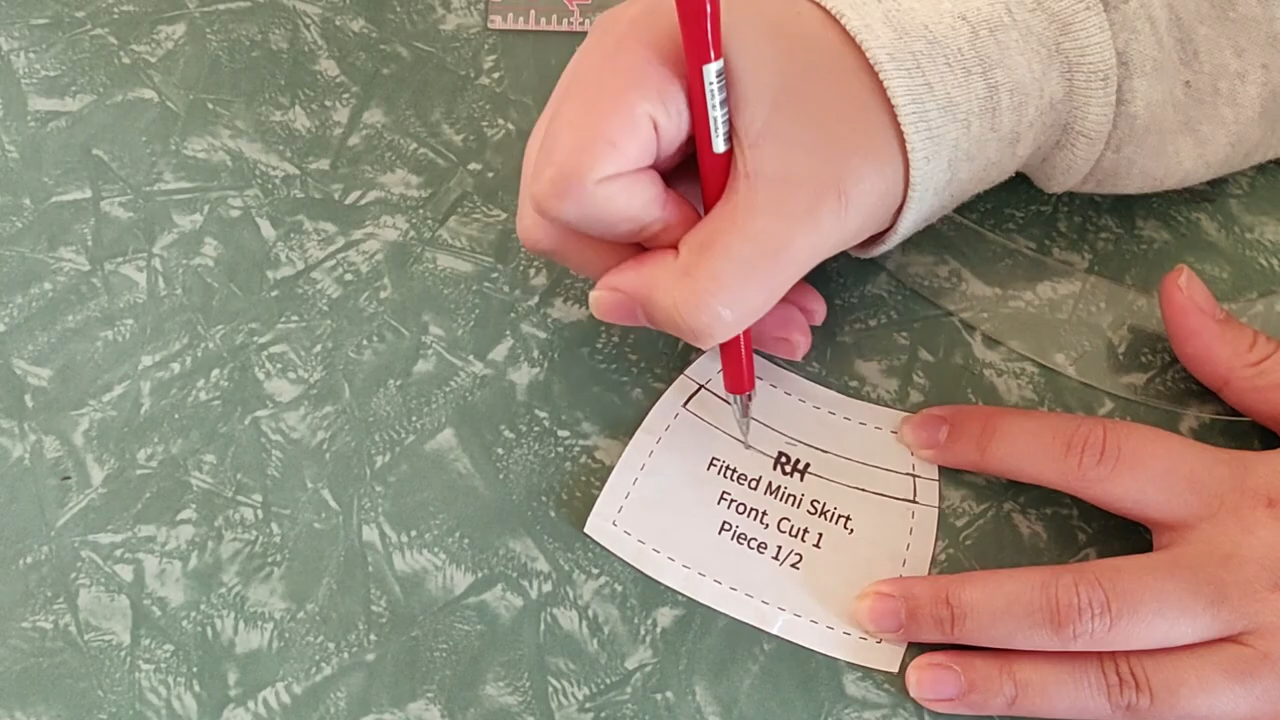 RH
Fitted Mini Skirt,
Front, Cut 1
Piece 1/2